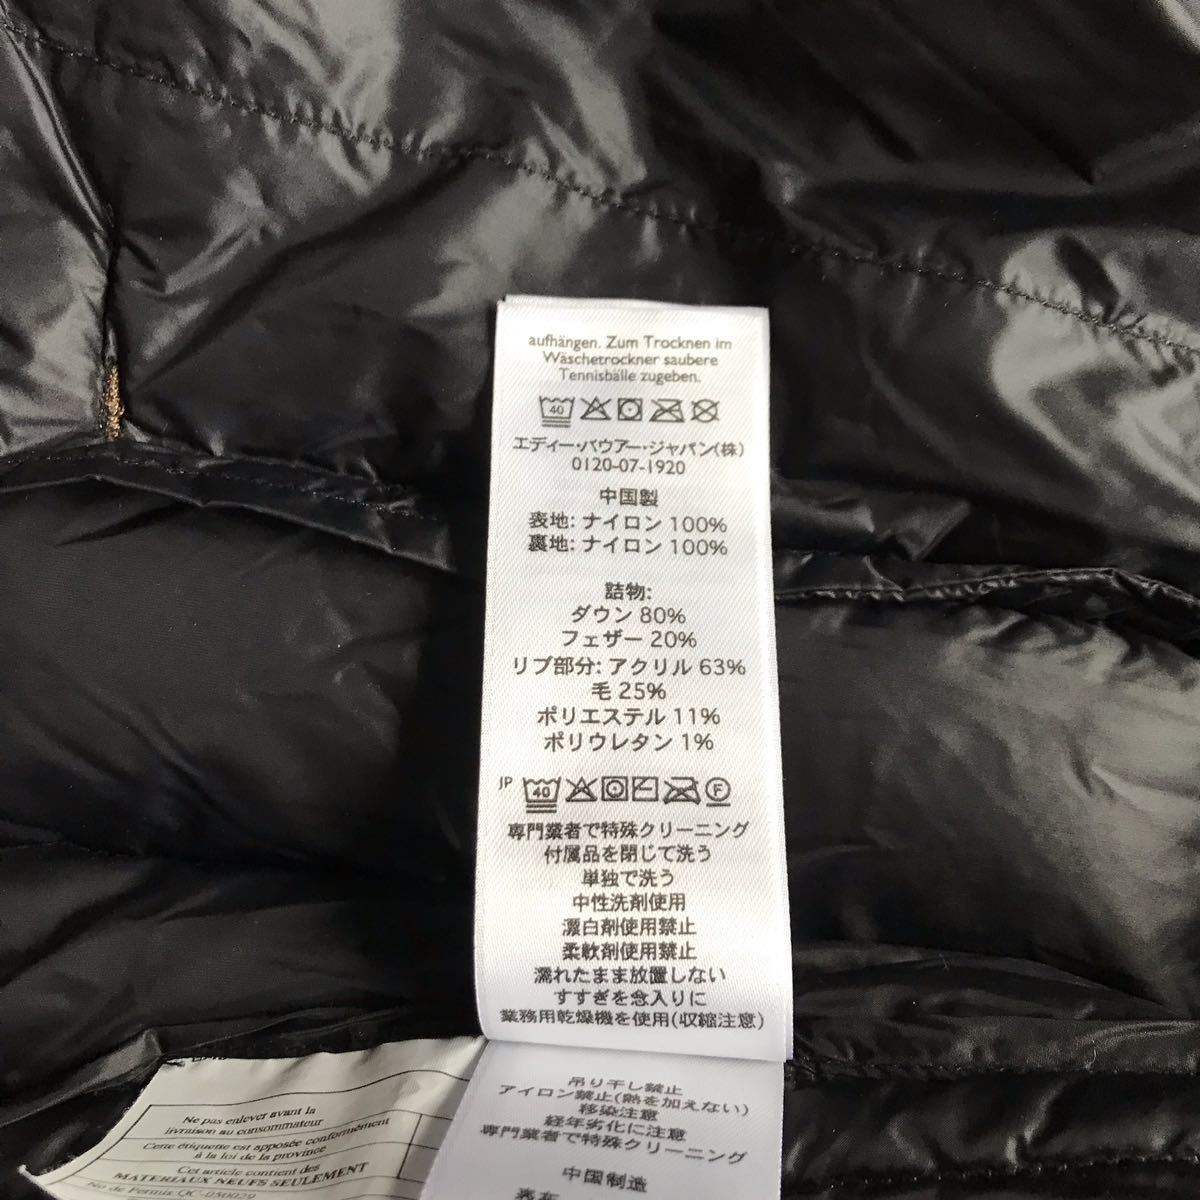 aufhängen. Zum Trocknen im
Wäschetrockner saubere
Tennisbälle zugeben.
40
エディー・バウアー・ジャパン(株)
0120-07-1920
中国製
表地: ナイロン 100%
裏地: ナイロン 100%
詰物:
ダウン 80%
フェザー 20%
リブ部分: アクリル 63%
毛 25%
ポリエステル 11%
ポリウレタン 1%
JP 40 F
専門業者で特殊クリーニング
付属品を閉じて洗う
単独で洗う
中性洗剤使用
漂白剤使用禁止
柔軟剤使用禁止
濡れたまま放置しない
すすぎを念入りに
業務用乾燥機を使用(収縮注意)
吊り干し禁止
アイロン禁止(熱を加えない)
移染注意
経年劣化に注意
専門業者で特殊クリーニング
中国制造
Ne pas enlever avant la
livraison au consommateur
Cette étiquette est apposée conformément
à la loi de la province
Cet article contient des
MATERIAUX NEUFS SEULEMENT
No de Permis QC-050029